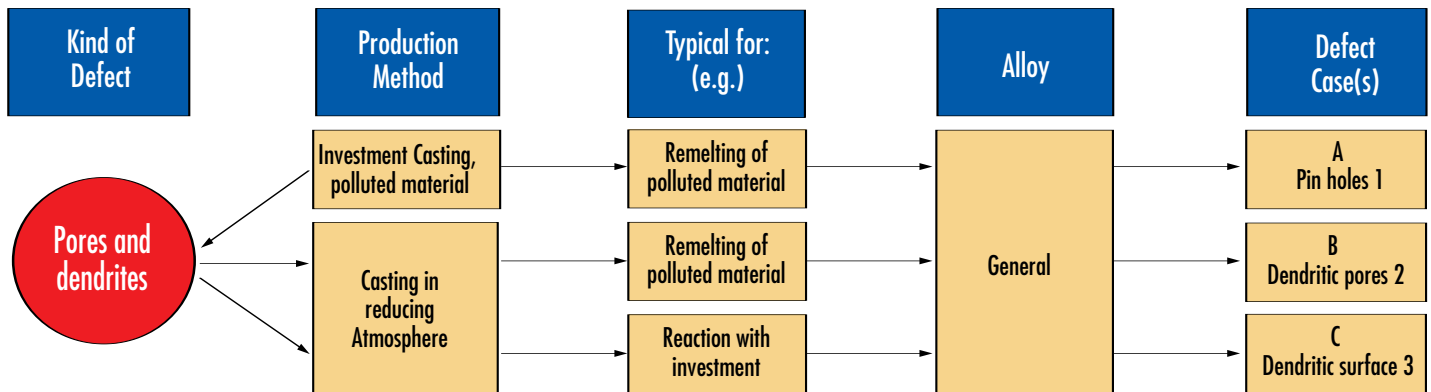 Kind of
Defect
Production
Method
Typical for:
(e.g.)
Alloy
Defect
Case(s)
Pores and
dendrites
Investment Casting,
polluted material
Remelting of
polluted material
General
A
Pin holes 1
Casting in
reducing
Atmosphere
Remelting of
polluted material
B
Dendritic pores 2
Reaction with
investment
C
Dendritic surface 3